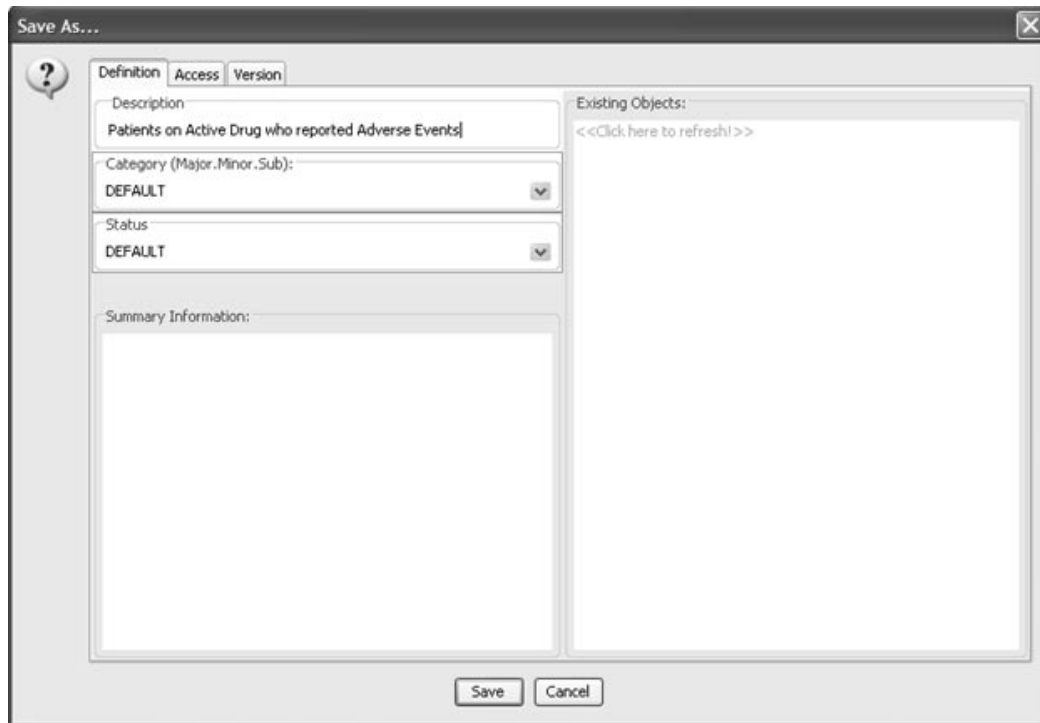 Save As...
?
Definition Access Version
Description
Patients on Active Drug who reported Adverse Events
Category (Major.Minor.Sub):
DEFAULT
Status
DEFAULT
Summary Information:
Existing Objects:
<<Click here to refresh!>>
Save Cancel